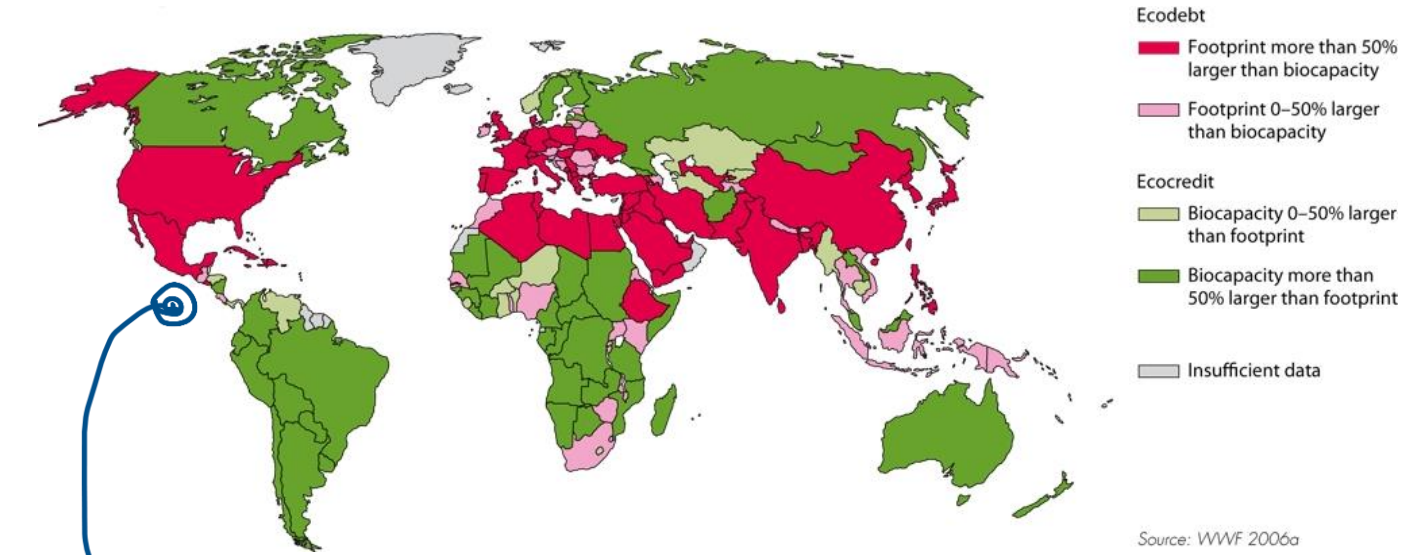 Ecodebt
Footprint more than 50%
larger than biocapacity
Footprint 0–50% larger
than biocapacity
Ecocredit
Biocapacity 0–50% larger
than footprint
Biocapacity more than
50% larger than footprint
Insufficient data
Source: WWF 2006a